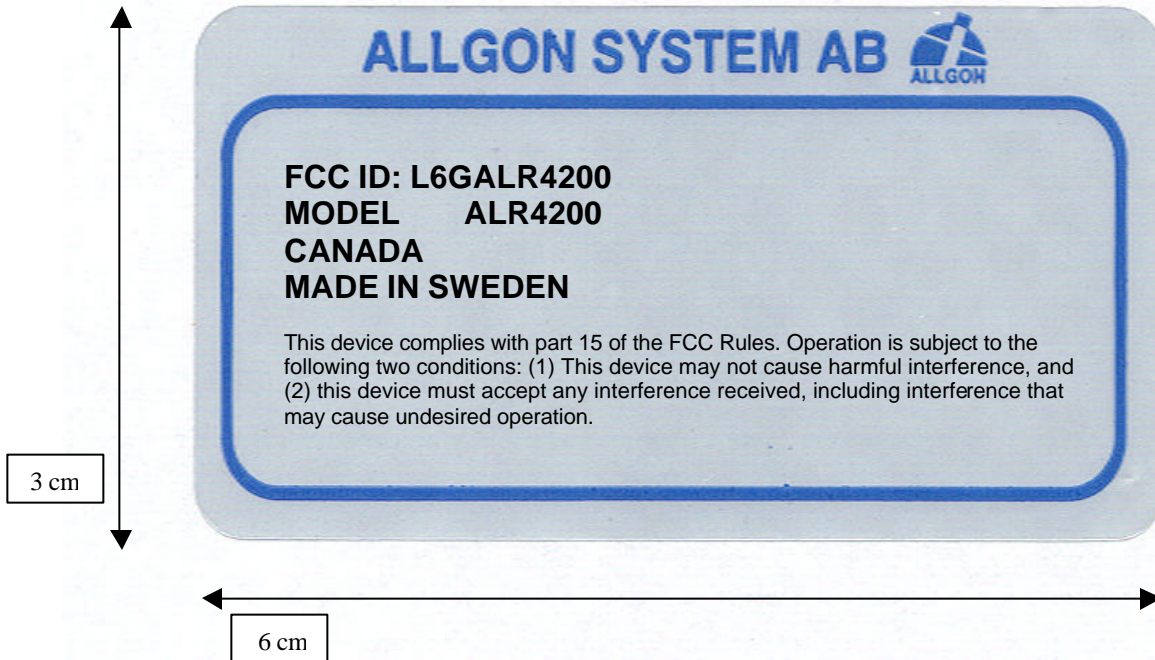 ALLGON SYSTEM AB
ALLGON
FCC ID: L6GALR4200
MODEL ALR4200
CANADA
MADE IN SWEDEN
This device complies with part 15 of the FCC Rules. Operation is subject to the
following two conditions: (1) This device may not cause harmful interference, and
(2) this device must accept any interference received, including interference that
may cause undesired operation.
3 cm
6 cm